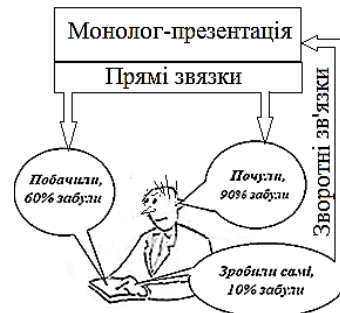 Монолог-презентація
Прямі звязки
Побачили,
60% забули
Почули,
90% забули
Зробили самі,
10% забули
Зворотні зв'язки